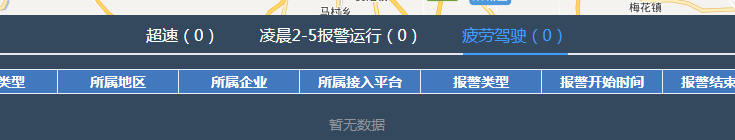 马村乡
梅花镇
超速（0） 凌晨2-5报警运行（0） 疲劳驾驶（0）
类型 所属地区 所属企业 所属接入平台 报警类型 报警开始时间 报警结束
暂无数据